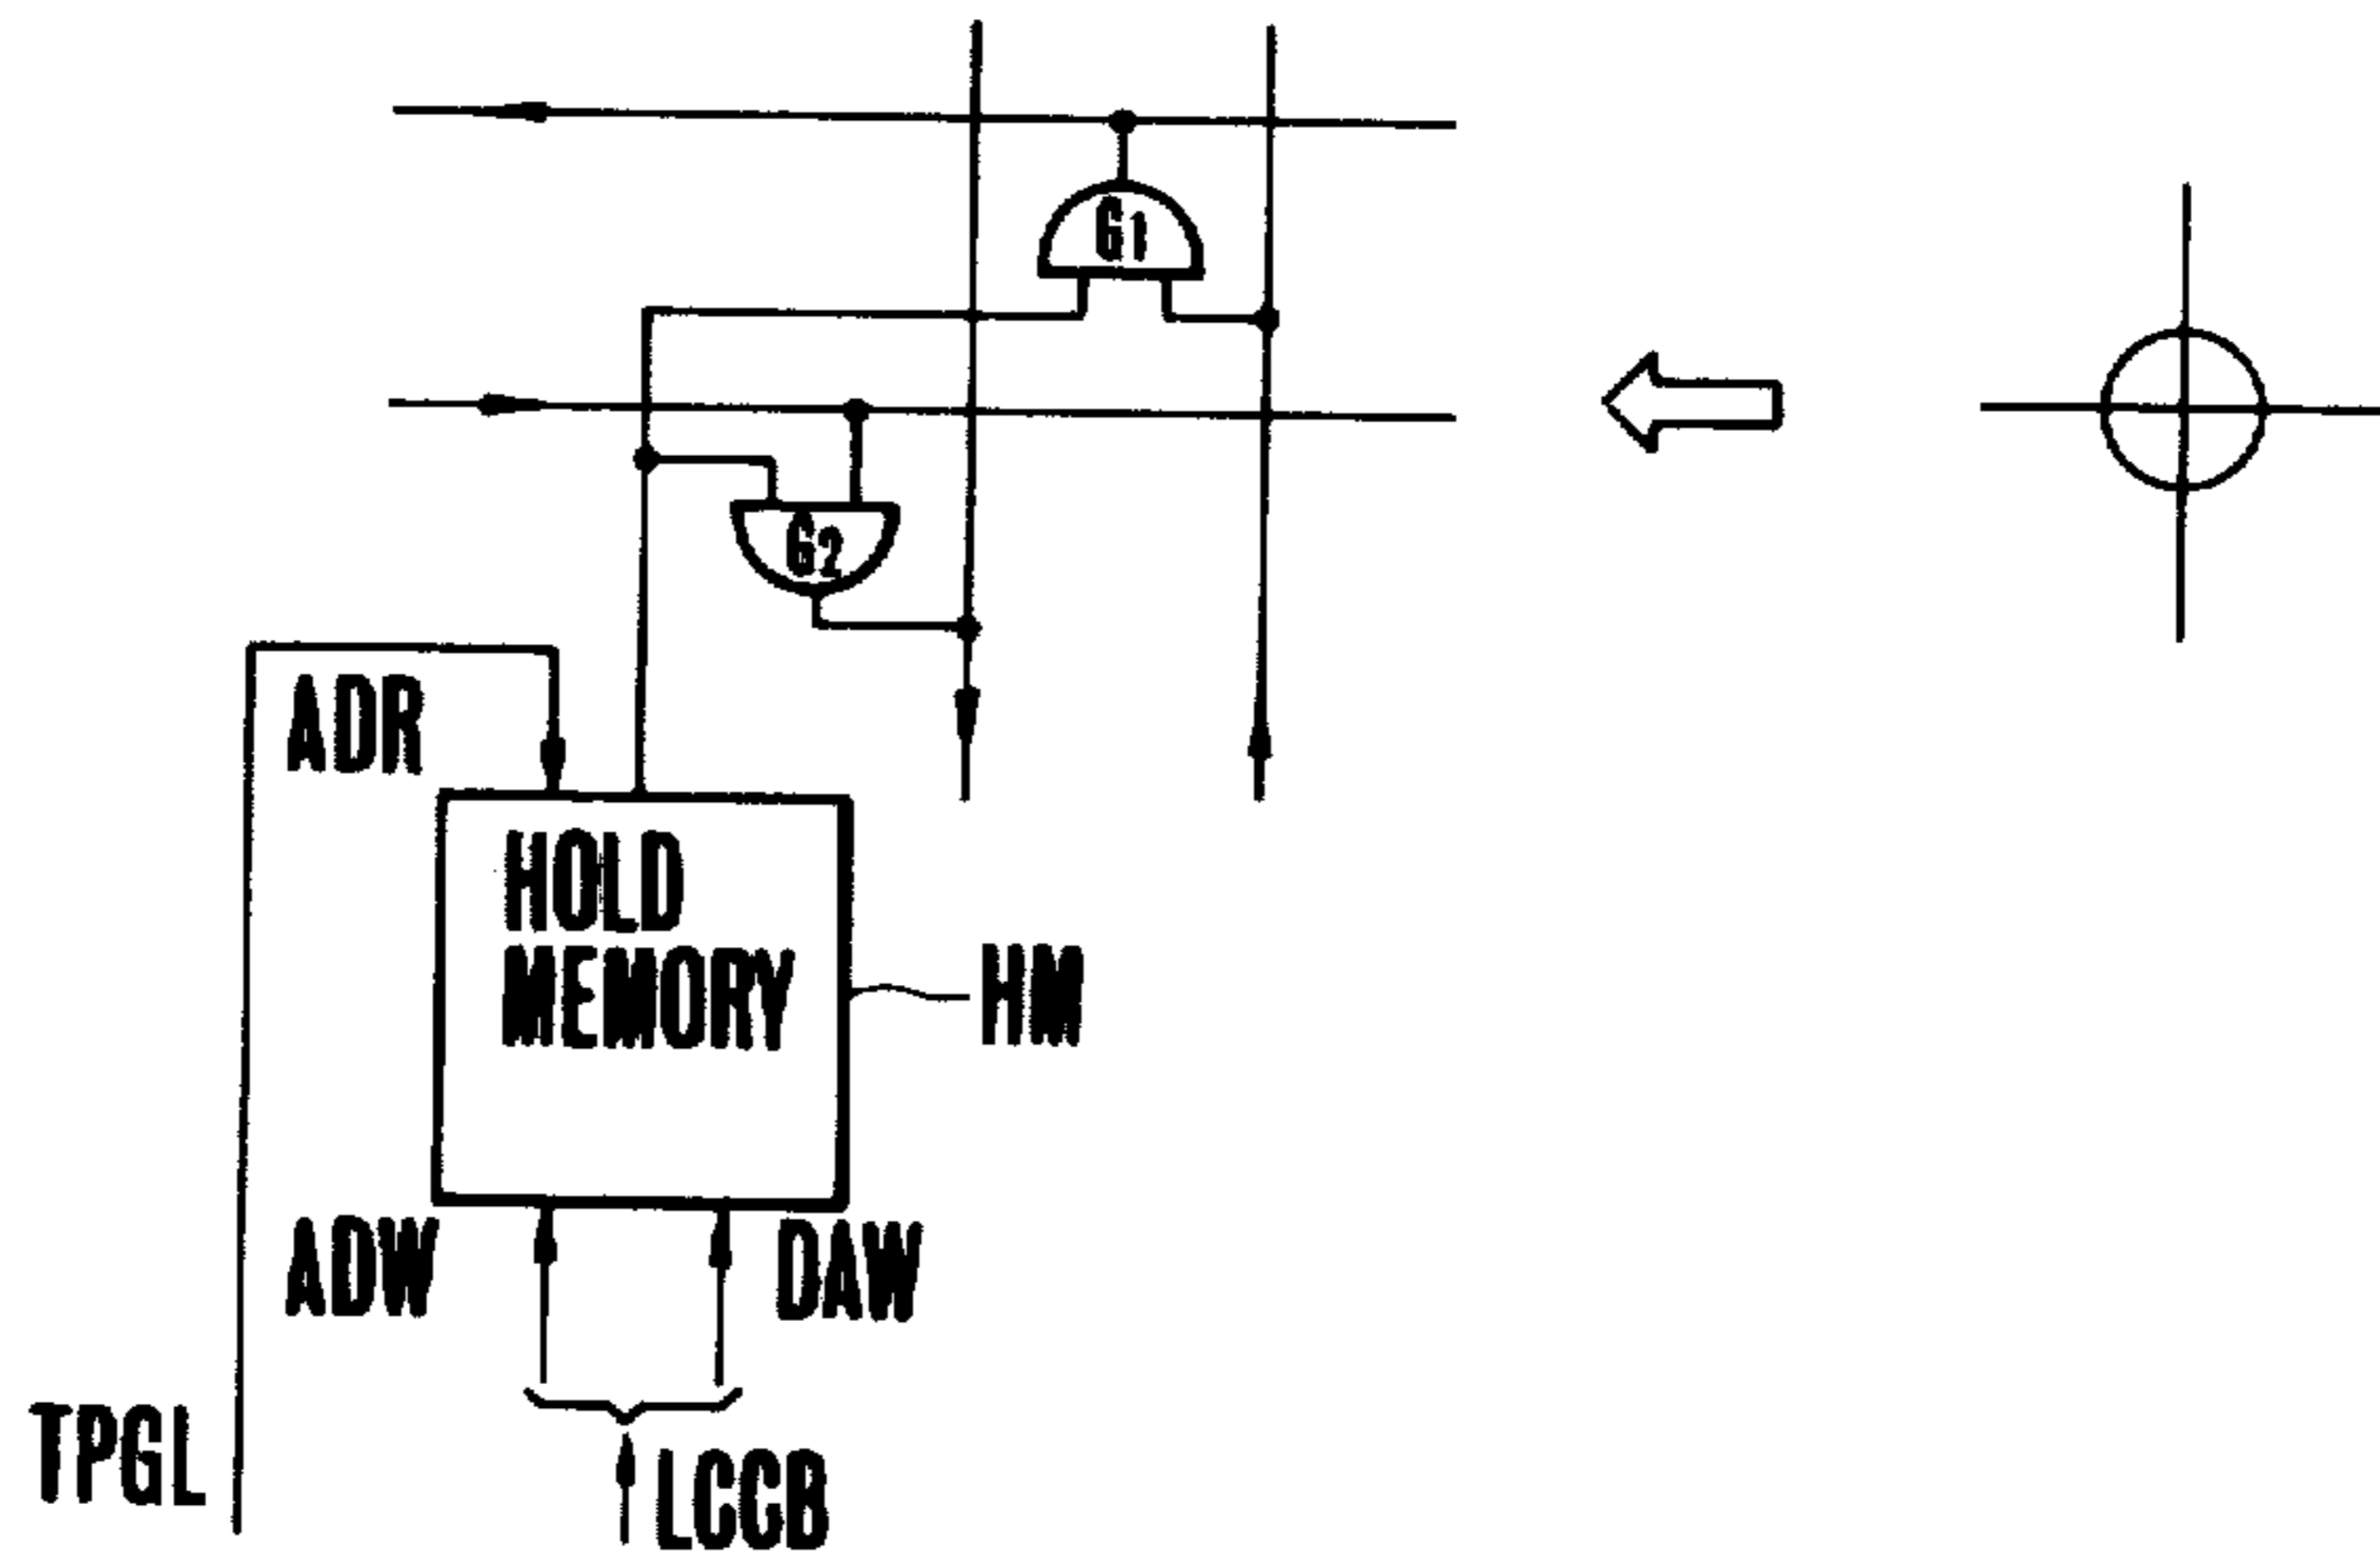 G1
G2
ADR
HOLD
MEMORY
HM
ADW
DAW
TPGL
LCCB